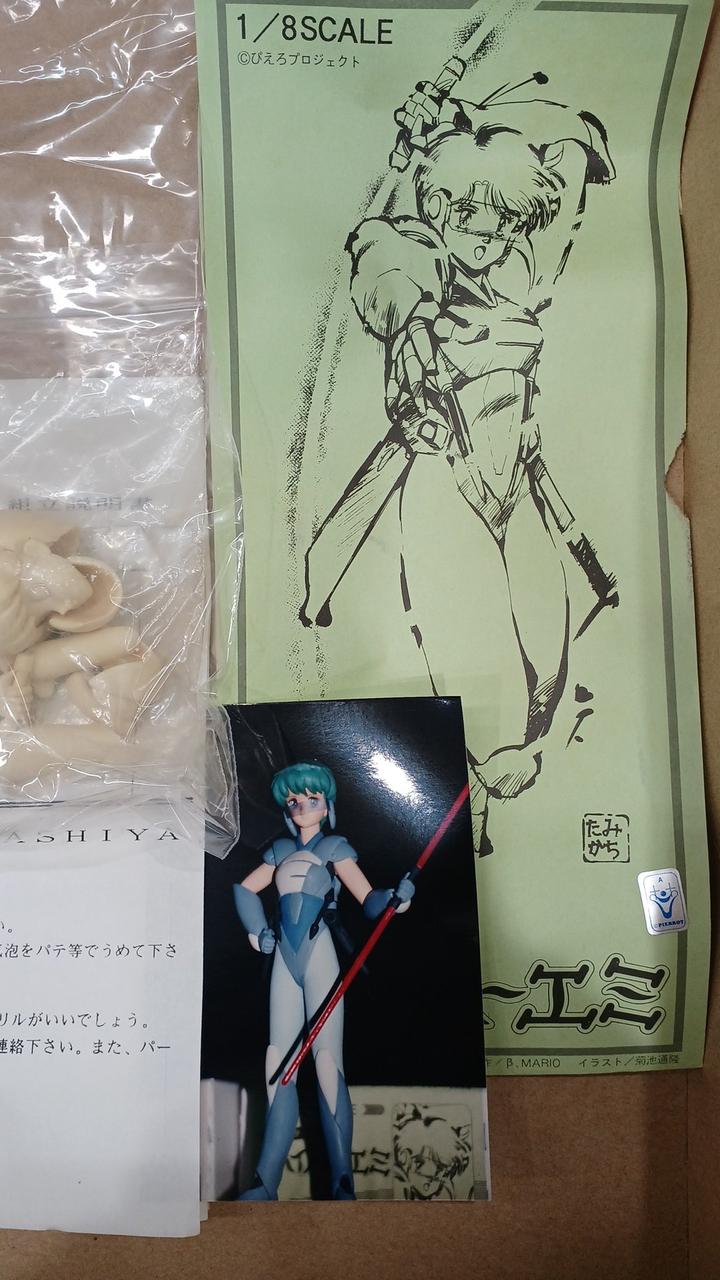 1/8SCALE
©ぴえろプロジェクト
組立説明書
ASHIYA
い。
気泡をパテ等でうめて下さ
リルがいいでしょう。
連絡下さい。また、パー
たみ
かち
A
©PIERROT
エミ
作/β.MARIO イラスト/菊池通隆
エミ